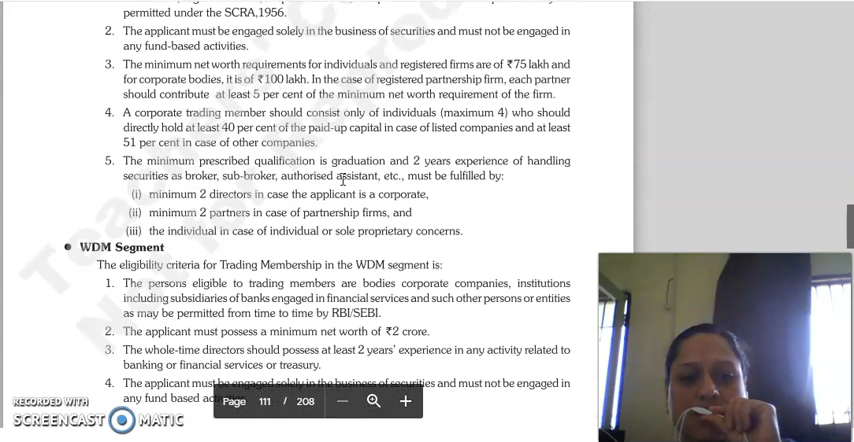 permitted under the SCRA,1956.
2. The applicant must be engaged solely in the business of securities and must not be engaged in
any fund-based activities.
3. The minimum net worth requirements for individuals and registered firms are of ₹75 lakh and
for corporate bodies, it is of ₹100 lakh. In the case of registered partnership firm, each partner
should contribute at least 5 per cent of the minimum net worth requirement of the firm.
4. A corporate trading member should consist only of individuals (maximum 4) who should
directly hold at least 40 per cent of the paid-up capital in case of listed companies and at least
51 per cent in case of other companies.
5. The minimum prescribed qualification is graduation and 2 years experience of handling
securities as broker, sub-broker, authorised assistant, etc., must be fulfilled by:
(i) minimum 2 directors in case the applicant is a corporate,
(ii) minimum 2 partners in case of partnership firms, and
(iii) the individual in case of individual or sole proprietary concerns.
• WDM Segment
The eligibility criteria for Trading Membership in the WDM segment is:
1. The persons eligible to trading members are bodies corporate companies, institutions
including subsidiaries of banks engaged in financial services and such other persons or entities
as may be permitted from time to time by RBI/SEBI.
2. The applicant must possess a minimum net worth of ₹2 crore.
3. The whole-time directors should possess at least 2 years' experience in any activity related to
banking or financial services or treasury.
4. The applicant must be engaged solely in the business of securities and must not be engaged in
any fund based
Page 111 / 208
RECORDED WITH
SCREENCAST MATIC